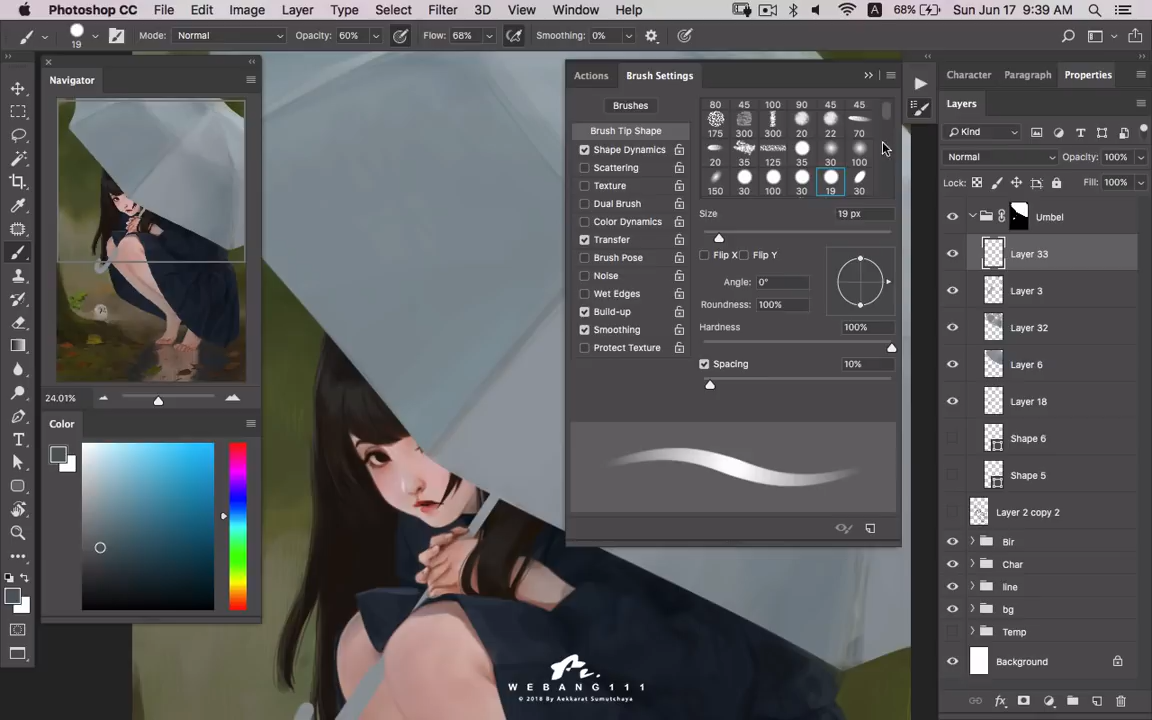 Photoshop CC File Edit Image Layer Type Select Filter 3D View Window Help 68% Sun Jun 17 9:39 AM
19 Mode: Normal Opacity: 60% Flow: 68% Smoothing: 0%
Navigator
24.01%
Color
Actions Brush Settings
Brushes
Brush Tip Shape
Shape Dynamics
Scattering
Texture
Dual Brush
Color Dynamics
Transfer
Brush Pose
Noise
Wet Edges
Build-up
Smoothing
Protect Texture
80 45 100 90 45 45
175 300 300 20 22 70
20 35 125 35 30 100
150 30 100 30 19 30
Size 19 px
Flip X Flip Y
Angle: 0°
Roundness: 100%
Hardness 100%
Spacing 10%
Character Paragraph Properties
Layers
Kind
Normal Opacity: 100%
Lock: Fill: 100%
Umbel
Layer 33
Layer 3
Layer 32
Layer 6
Layer 18
Shape 6
Shape 5
Layer 2 copy 2
Bir
Char
line
bg
Temp
Background
WEBANG111
© 2018 By Aekkarat Sumutchaya